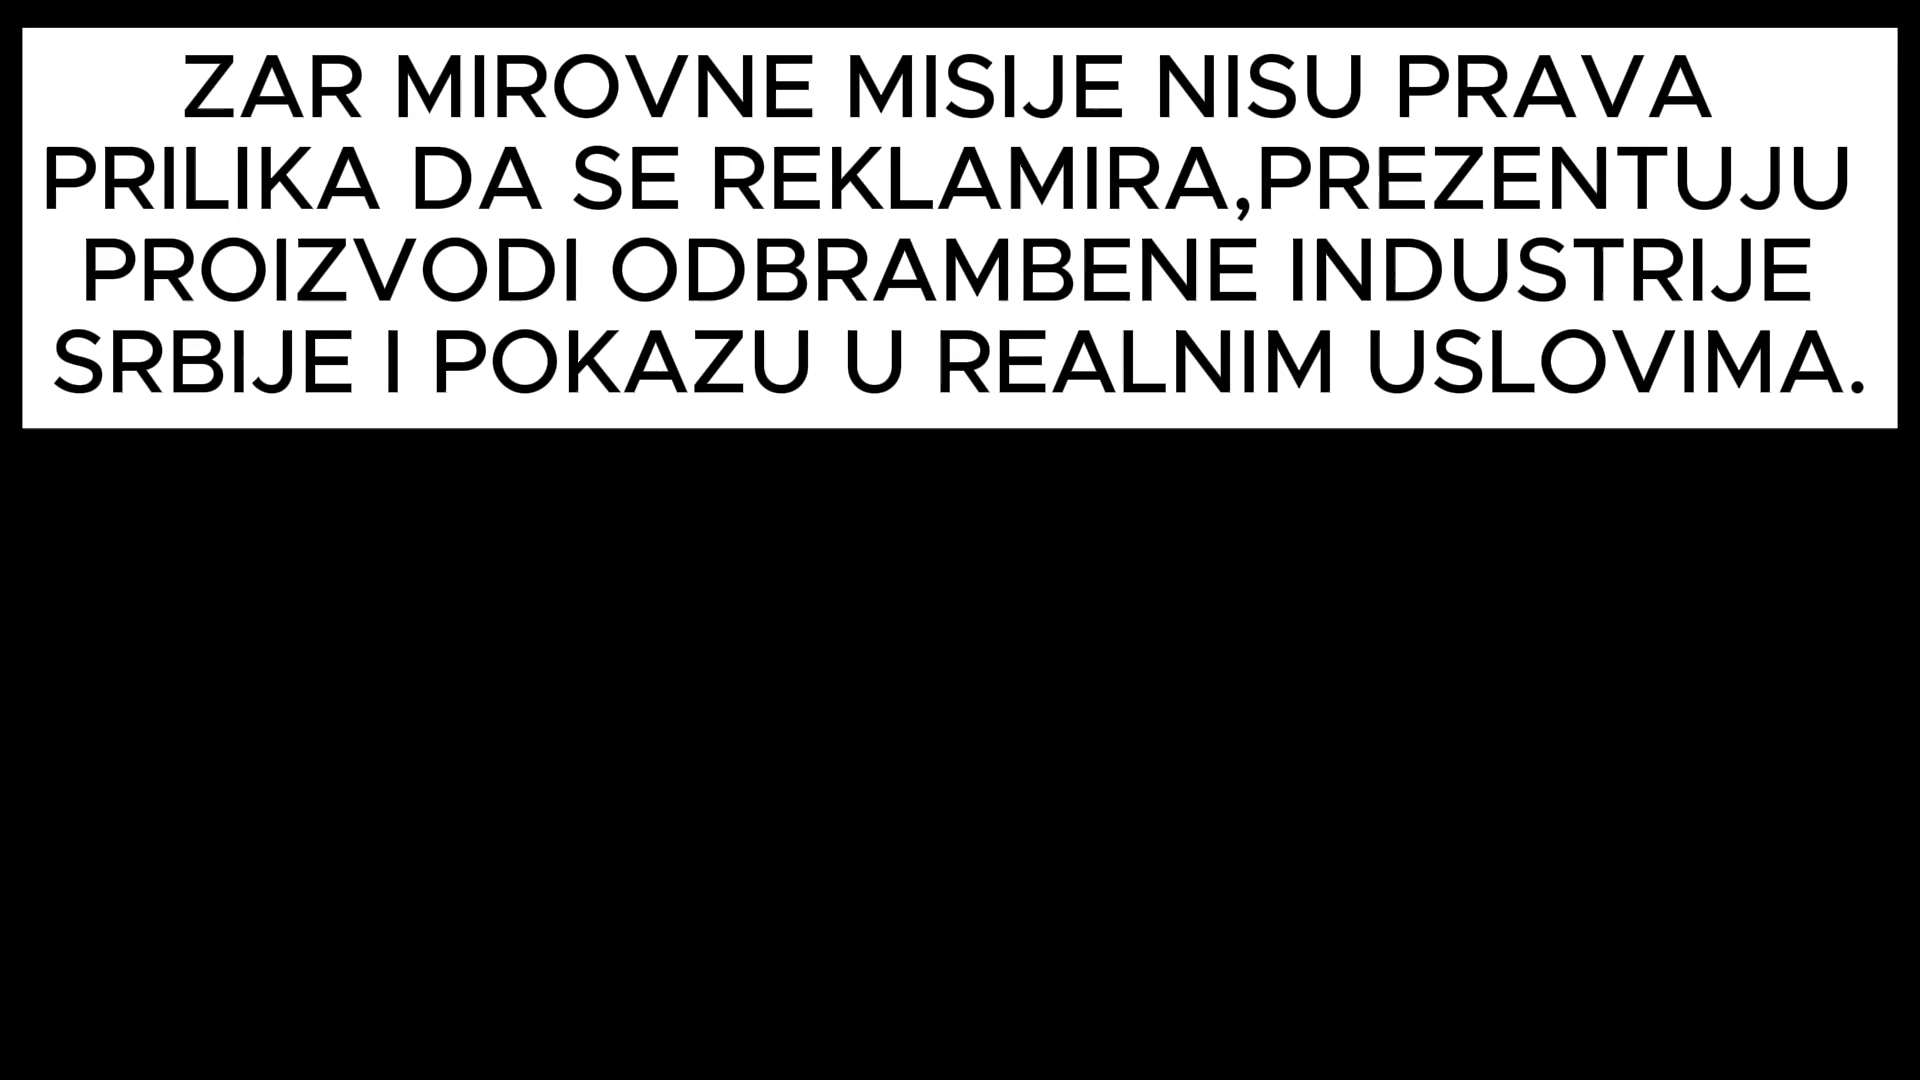 ZAR MIROVNE MISIJE NISU PRAVA
PRILIKA DA SE REKLAMIRA,PREZENTUJU
PROIZVODI ODBRAMBENE INDUSTRIJE
SRBIJE I POKAZU U REALNIM USLOVIMA.